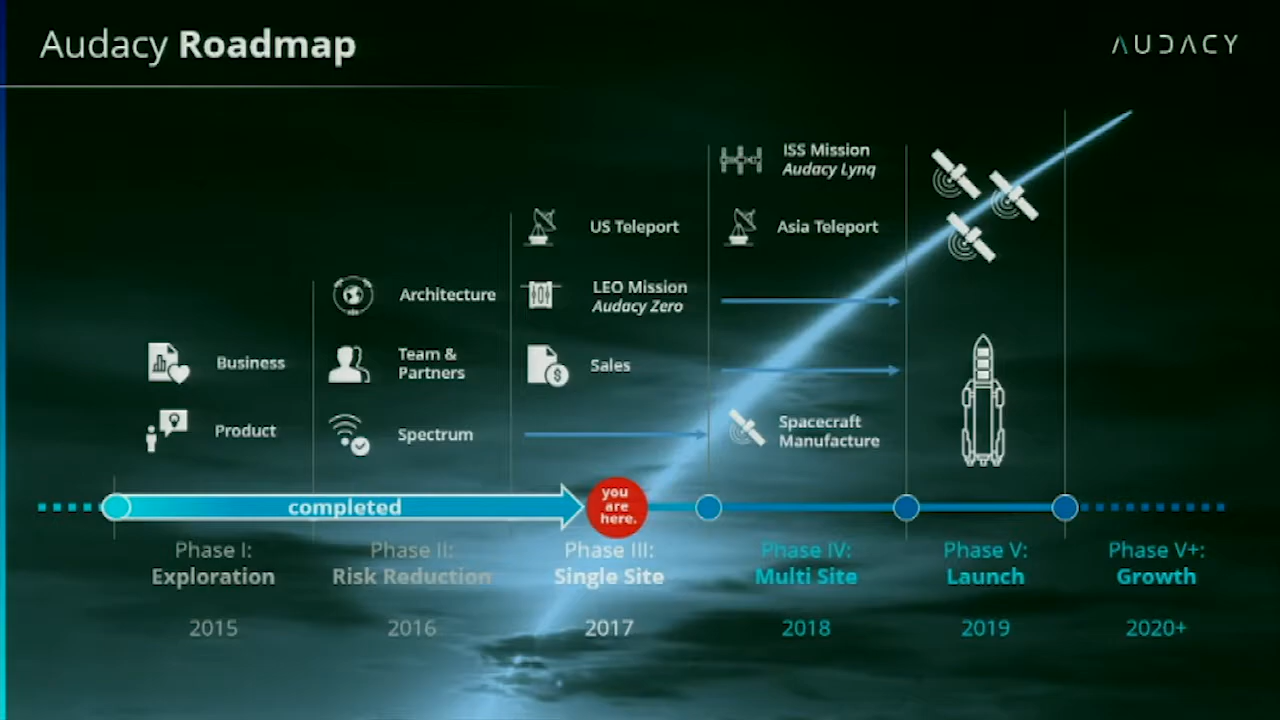 Audacy Roadmap
AUDACY
ISS Mission
Audacy Lynq
US Teleport
Asia Teleport
Architecture
LEO Mission
Audacy Zero
Business
Team &
Partners
Sales
Product
Spectrum
Spacecraft
Manufacture
completed
you
are
here.
Phase I:
Exploration
2015
Phase II:
Risk Reduction
2016
Phase III:
Single Site
2017
Phase IV:
Multi Site
2018
Phase V:
Launch
2019
Phase V+:
Growth
2020+